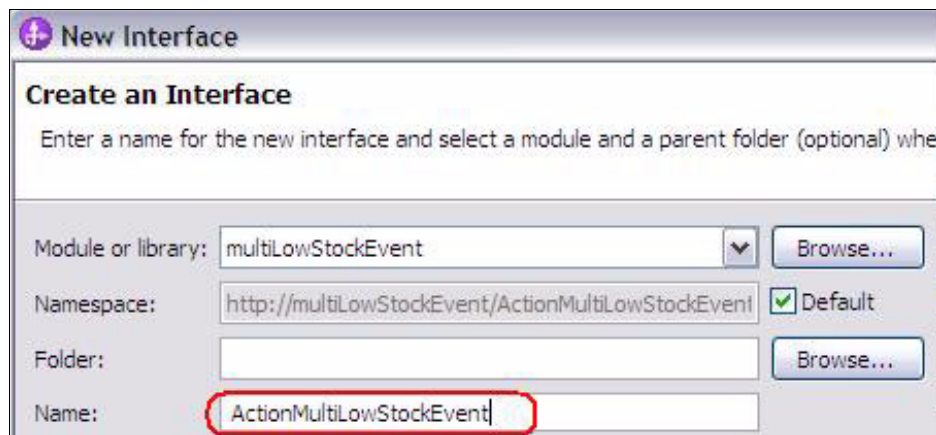 New Interface
Create an Interface
Enter a name for the new interface and select a module and a parent folder (optional) whe
Module or library: multiLowStockEvent Browse...
Namespace: http://multiLowStockEvent/ActionMultiLowStockEvent Default
Folder: Browse...
Name: ActionMultiLowStockEvent